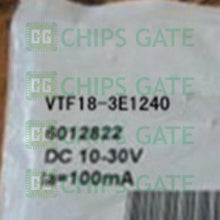 CHIPS GATE
VTF18-3E1240
6012822
DC 10-30V
a=100mA